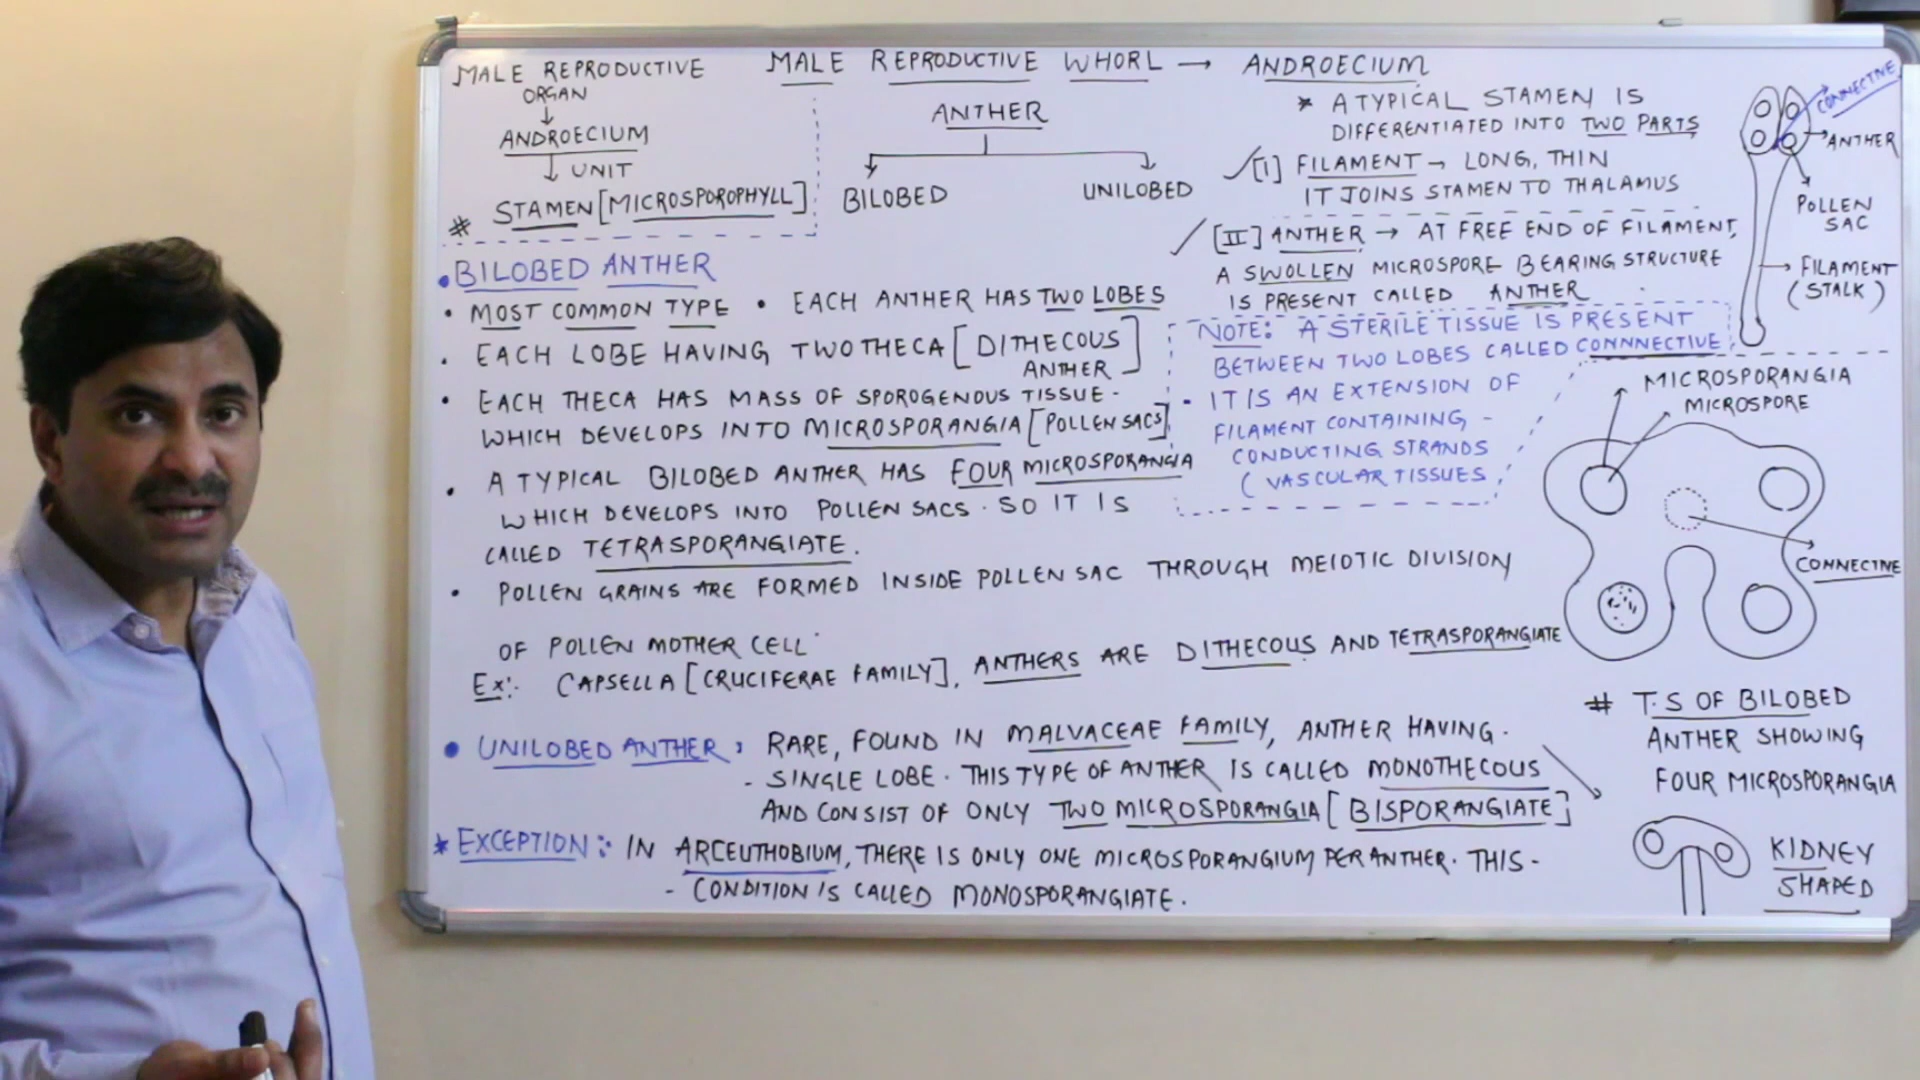 MALE REPRODUCTIVE WHORL → ANDROECIUM
MALE REPRODUCTIVE
ORGAN
↓
ANDROECIUM
↓ UNIT
# STAMEN [MICROSPOROPHYLL]
ANTHER
BILOBED
UNILOBED
* A TYPICAL STAMEN IS
DIFFERENTIATED INTO TWO PARTS
[I] FILAMENT → LONG, THIN
IT JOINS STAMEN TO THALAMUS
[II] ANTHER → AT FREE END OF FILAMENT,
A SWOLLEN MICROSPORE BEARING STRUCTURE
IS PRESENT CALLED ANTHER
CONNECTIVE
ANTHER
POLLEN
SAC
FILAMENT
(STALK)
• BILOBED ANTHER
• MOST COMMON TYPE • EACH ANTHER HAS TWO LOBES
• EACH LOBE HAVING TWO THECA [DITHECOUS
ANTHER]
• EACH THECA HAS MASS OF SPOROGENOUS TISSUE -
WHICH DEVELOPS INTO MICROSPORANGIA [POLLEN SACS]
• A TYPICAL BILOBED ANTHER HAS FOUR MICROSPORANGIA
WHICH DEVELOPS INTO POLLEN SACS. SO IT IS
CALLED TETRASPORANGIATE.
• POLLEN GRAINS ARE FORMED INSIDE POLLEN SAC THROUGH MEIOTIC DIVISION
OF POLLEN MOTHER CELL.
Ex:- CAPSELLA [CRUCIFERAE FAMILY], ANTHERS ARE DITHECOUS AND TETRASPORANGIATE
NOTE: A STERILE TISSUE IS PRESENT
BETWEEN TWO LOBES CALLED CONNNECTIVE
• IT IS AN EXTENSION OF
FILAMENT CONTAINING -
CONDUCTING STRANDS
( VASCULAR TISSUES
MICROSPORANGIA
MICROSPORE
CONNECTIVE
# T.S OF BILOBED
ANTHER SHOWING
FOUR MICROSPORANGIA
• UNILOBED ANTHER: RARE, FOUND IN MALVACEAE FAMILY, ANTHER HAVING -
- SINGLE LOBE. THIS TYPE OF ANTHER IS CALLED MONOTHECOUS
AND CONSIST OF ONLY TWO MICROSPORANGIA [BISPORANGIATE]
* EXCEPTION: IN ARCEUTHOBIUM, THERE IS ONLY ONE MICROSPORANGIUM PER ANTHER. THIS -
- CONDITION IS CALLED MONOSPORANGIATE.
KIDNEY
SHAPED